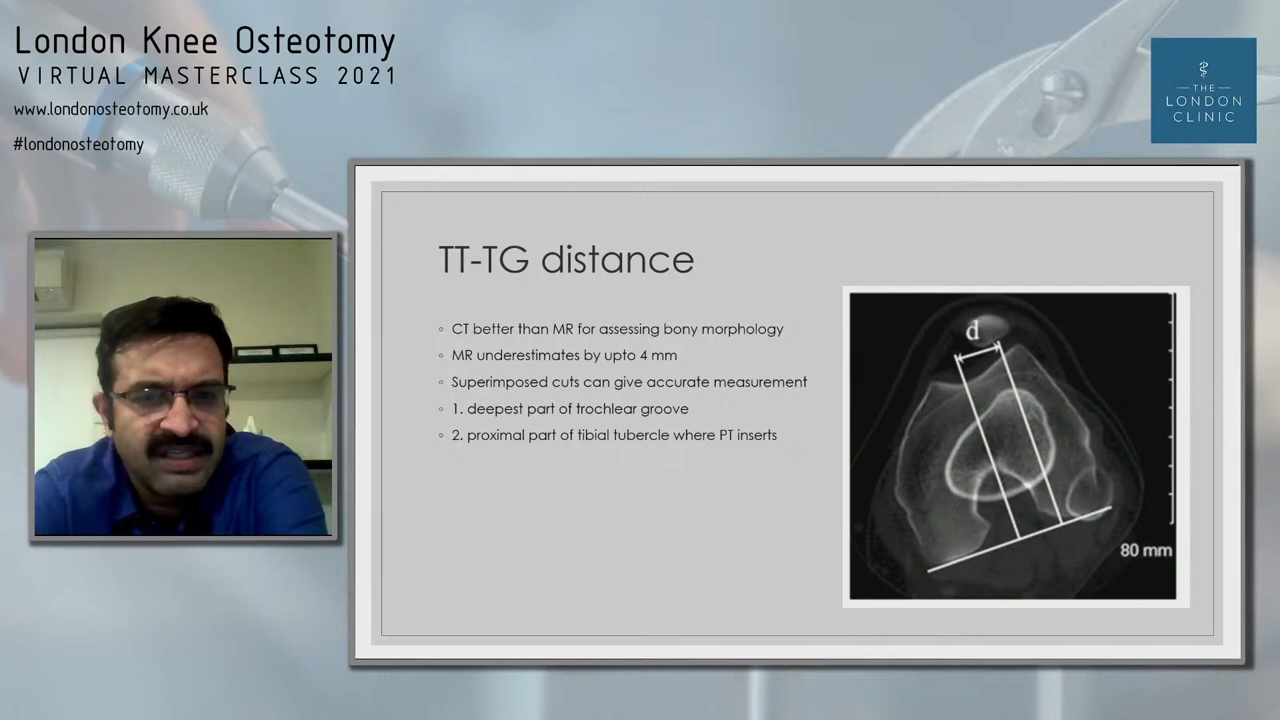 London Knee Osteotomy
VIRTUAL MASTERCLASS 2021
www.londonosteotomy.co.uk
#londonosteotomy
THE
LONDON
CLINIC
TT-TG distance
◦ CT better than MR for assessing bony morphology
◦ MR underestimates by upto 4 mm
◦ Superimposed cuts can give accurate measurement
◦ 1. deepest part of trochlear groove
◦ 2. proximal part of tibial tubercle where PT inserts
d
80 mm